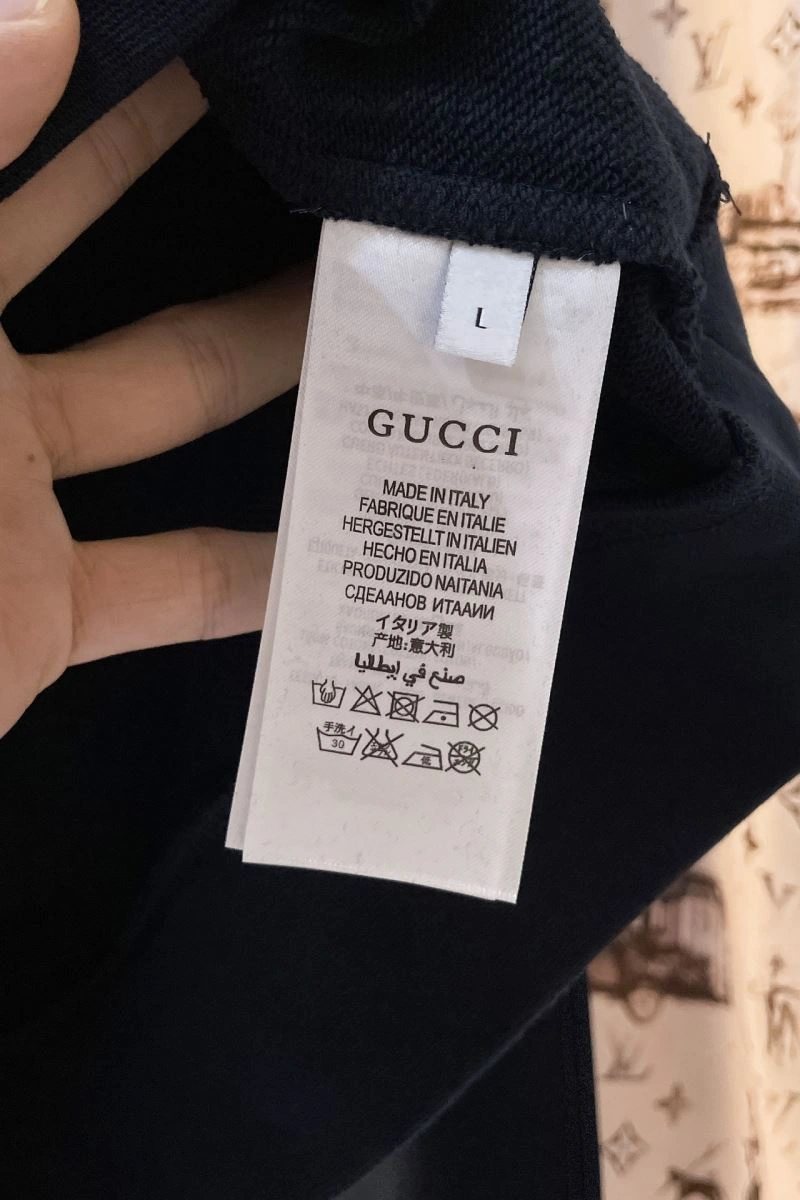 L
GUCCI
MADE IN ITALY
FABRIQUE EN ITALIE
HERGESTELLT IN ITALIEN
HECHO EN ITALIA
PRODUZIDO NAITANIA
СДЕААНОВ ИТААИИ
イタリア製
产地:意大利
صنع في إيطاليا
手洗イ
30
低